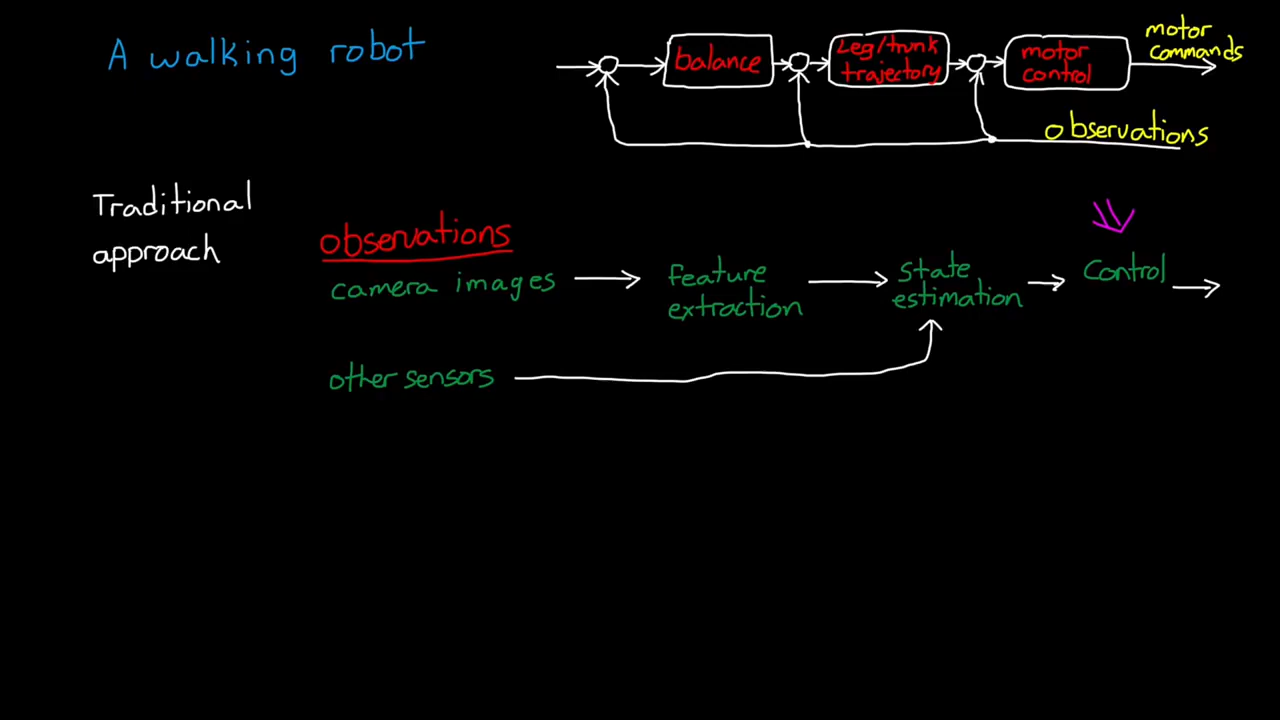 A walking robot
balance
Leg/trunk
trajectory
motor
control
motor
commands
observations
Traditional
approach
observations
camera images
feature
extraction
State
estimation
Control
other sensors